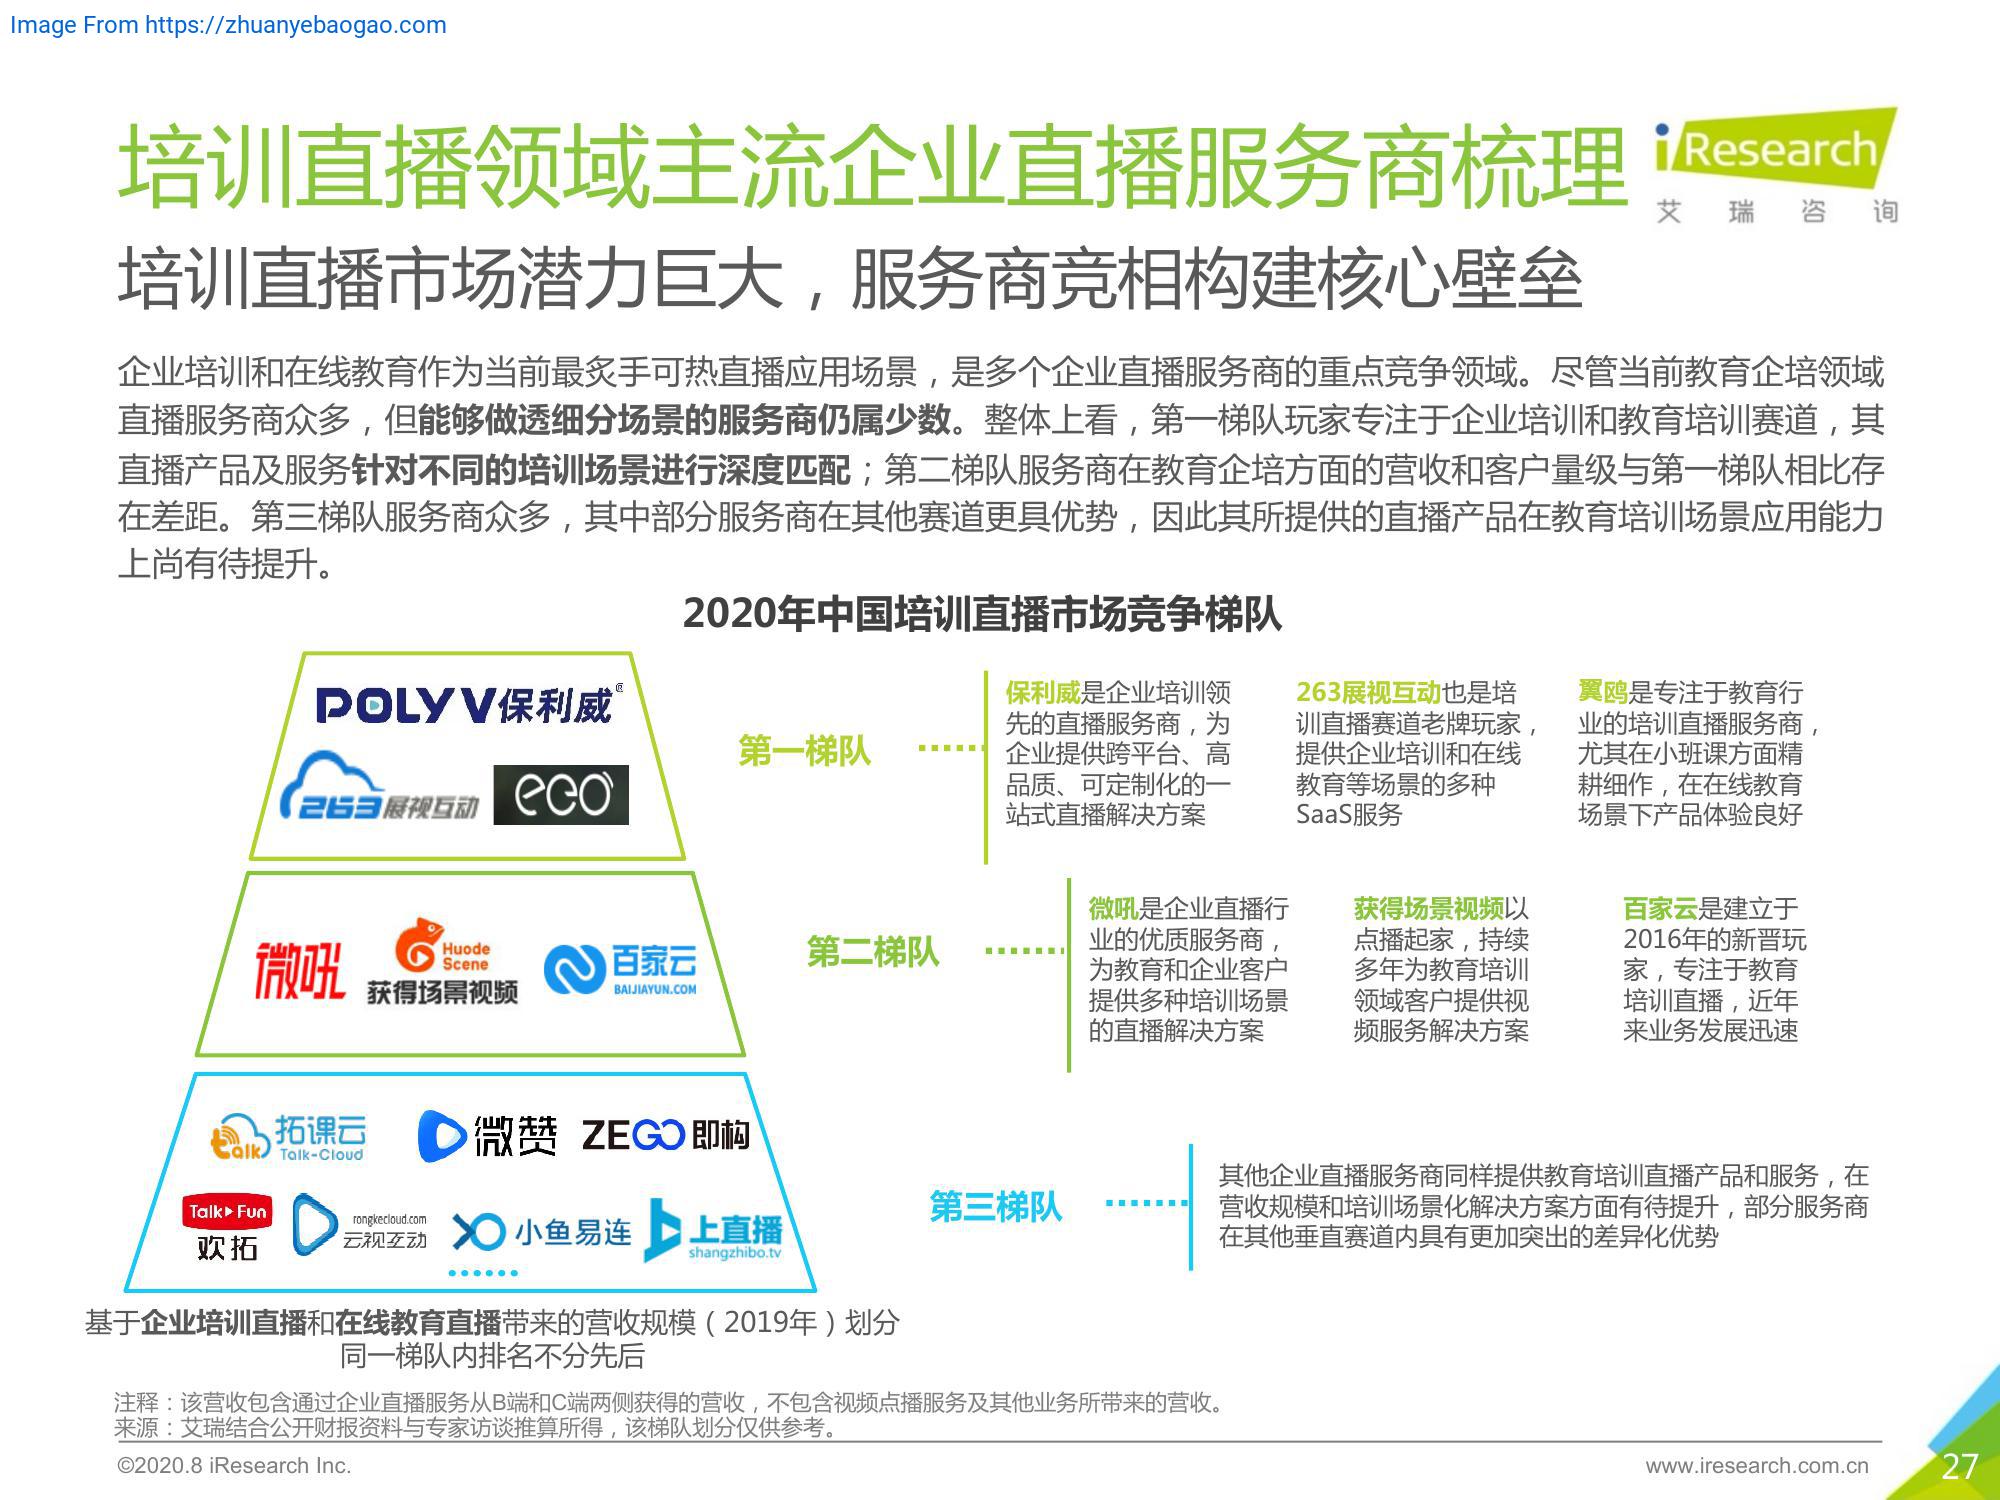 Image From https://zhuanyebaogao.com
培训直播领域主流企业直播服务商梳理
iResearch
艾瑞咨询
培训直播市场潜力巨大，服务商竞相构建核心壁垒
企业培训和在线教育作为当前最炙手可热直播应用场景，是多个企业直播服务商的重点竞争领域。尽管当前教育企培领域
直播服务商众多，但能够做透细分场景的服务商仍属少数。整体上看，第一梯队玩家专注于企业培训和教育培训赛道，其
直播产品及服务针对不同的培训场景进行深度匹配；第二梯队服务商在教育企培方面的营收和客户量级与第一梯队相比存
在差距。第三梯队服务商众多，其中部分服务商在其他赛道更具优势，因此其所提供的直播产品在教育培训场景应用能力
上尚有待提升。
2020年中国培训直播市场竞争梯队
POLYV保利威®
263展视互动
eeo
第一梯队
保利威是企业培训领
先的直播服务商，为
企业提供跨平台、高
品质、可定制化的一
站式直播解决方案
263展视互动也是培
训直播赛道老牌玩家，
提供企业培训和在线
教育等场景的多种
SaaS服务
翼鸥是专注于教育行
业的培训直播服务商，
尤其在小班课方面精
耕细作，在在线教育
场景下产品体验良好
微吼
Huode
Scene
获得场景视频
百家云
BAIJIAYUN.COM
第二梯队
微吼是企业直播行
业的优质服务商，
为教育和企业客户
提供多种培训场景
的直播解决方案
获得场景视频以
点播起家，持续
多年为教育培训
领域客户提供视
频服务解决方案
百家云是建立于
2016年的新晋玩
家，专注于教育
培训直播，近年
来业务发展迅速
talk
拓课云
Talk-Cloud
微赞
ZEGO即构
Talk Fun
欢拓
rongkecloud.com
云视互动
小鱼易连
上直播
shangzhibo.tv
······
第三梯队
其他企业直播服务商同样提供教育培训直播产品和服务，在
营收规模和培训场景化解决方案方面有待提升，部分服务商
在其他垂直赛道内具有更加突出的差异化优势
基于企业培训直播和在线教育直播带来的营收规模（2019年）划分
同一梯队内排名不分先后
注释：该营收包含通过企业直播服务从B端和C端两侧获得的营收，不包含视频点播服务及其他业务所带来的营收。
来源：艾瑞结合公开财报资料与专家访谈推算所得，该梯队划分仅供参考。
©2020.8 iResearch Inc.
www.iresearch.com.cn
27